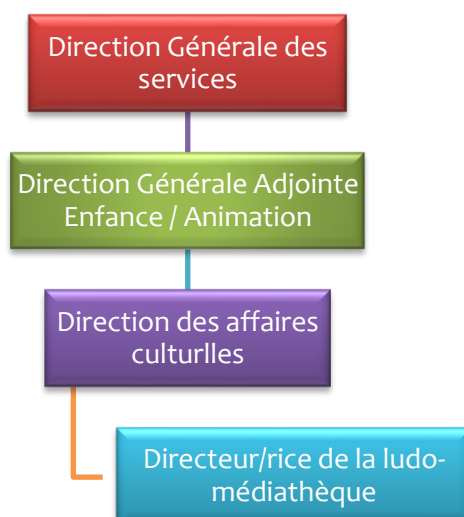 Direction Générale des
services
Direction Générale Adjointe
Enfance / Animation
Direction des affaires
culturlles
Directeur/rice de la ludo-
médiathèque